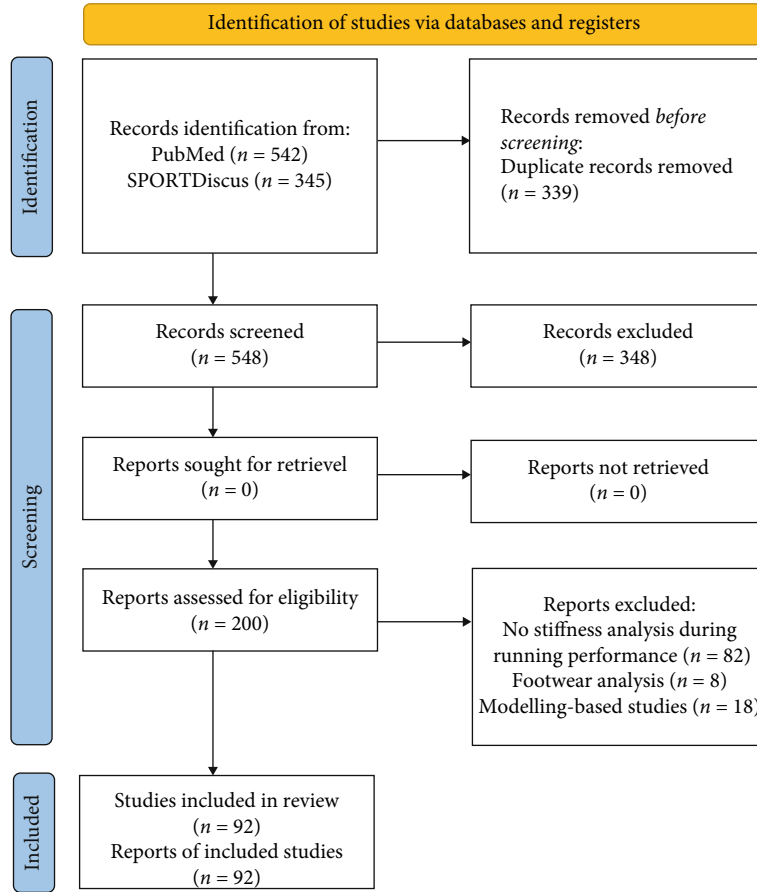 Identification of studies via databases and registers
Identification
Records identification from:
PubMed (n = 542)
SPORTDiscus (n = 345)
Records removed before
screening:
Duplicate records removed
(n = 339)
Screening
Records screened
(n = 548)
Records excluded
(n = 348)
Reports sought for retrievel
(n = 0)
Reports not retrieved
(n = 0)
Reports assessed for eligibility
(n = 200)
Reports excluded:
No stiffness analysis during
running performance (n = 82)
Footwear analysis (n = 8)
Modelling-based studies (n = 18)
Included
Studies included in review
(n = 92)
Reports of included studies
(n = 92)